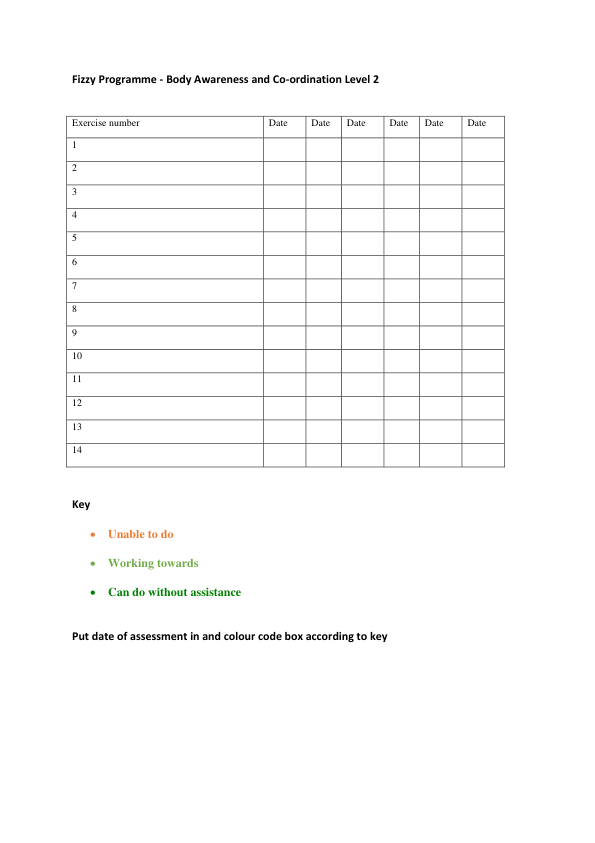 Fizzy Programme - Body Awareness and Co-ordination Level 2
Exercise number Date Date Date Date Date Date
1
2
3
4
5
6
7
8
9
10
11
12
13
14
Key
• Unable to do
• Working towards
• Can do without assistance
Put date of assessment in and colour code box according to key